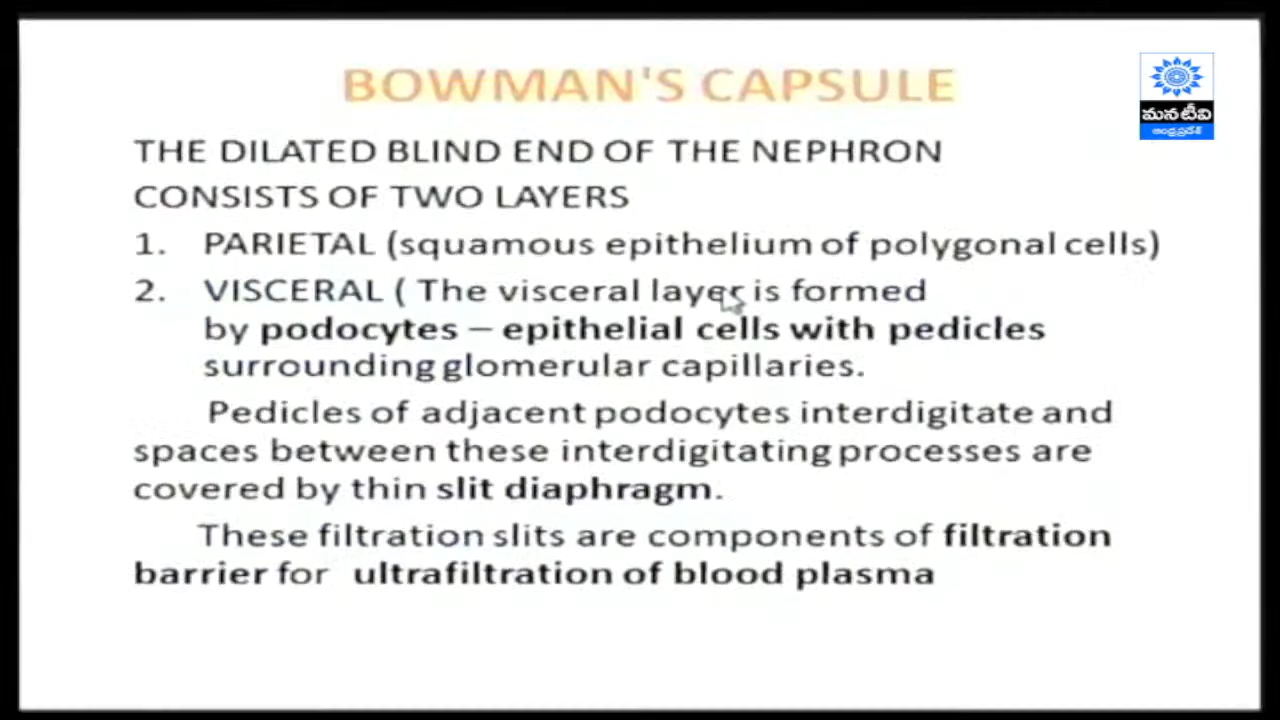 BOWMAN'S CAPSULE
మనటీవి
ఆంధ్రప్రదేశ్
THE DILATED BLIND END OF THE NEPHRON
CONSISTS OF TWO LAYERS
1. PARIETAL (squamous epithelium of polygonal cells)
2. VISCERAL ( The visceral layer is formed
by podocytes – epithelial cells with pedicles
surrounding glomerular capillaries.
Pedicles of adjacent podocytes interdigitate and
spaces between these interdigitating processes are
covered by thin slit diaphragm.
These filtration slits are components of filtration
barrier for ultrafiltration of blood plasma